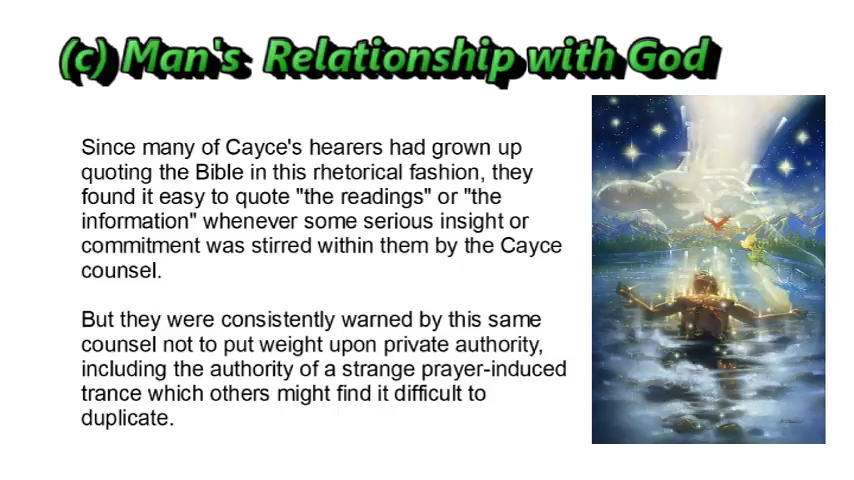 (c) Man's Relationship with God
Since many of Cayce's hearers had grown up
quoting the Bible in this rhetorical fashion, they
found it easy to quote "the readings" or "the
information" whenever some serious insight or
commitment was stirred within them by the Cayce
counsel.
But they were consistently warned by this same
counsel not to put weight upon private authority,
including the authority of a strange prayer-induced
trance which others might find it difficult to
duplicate.